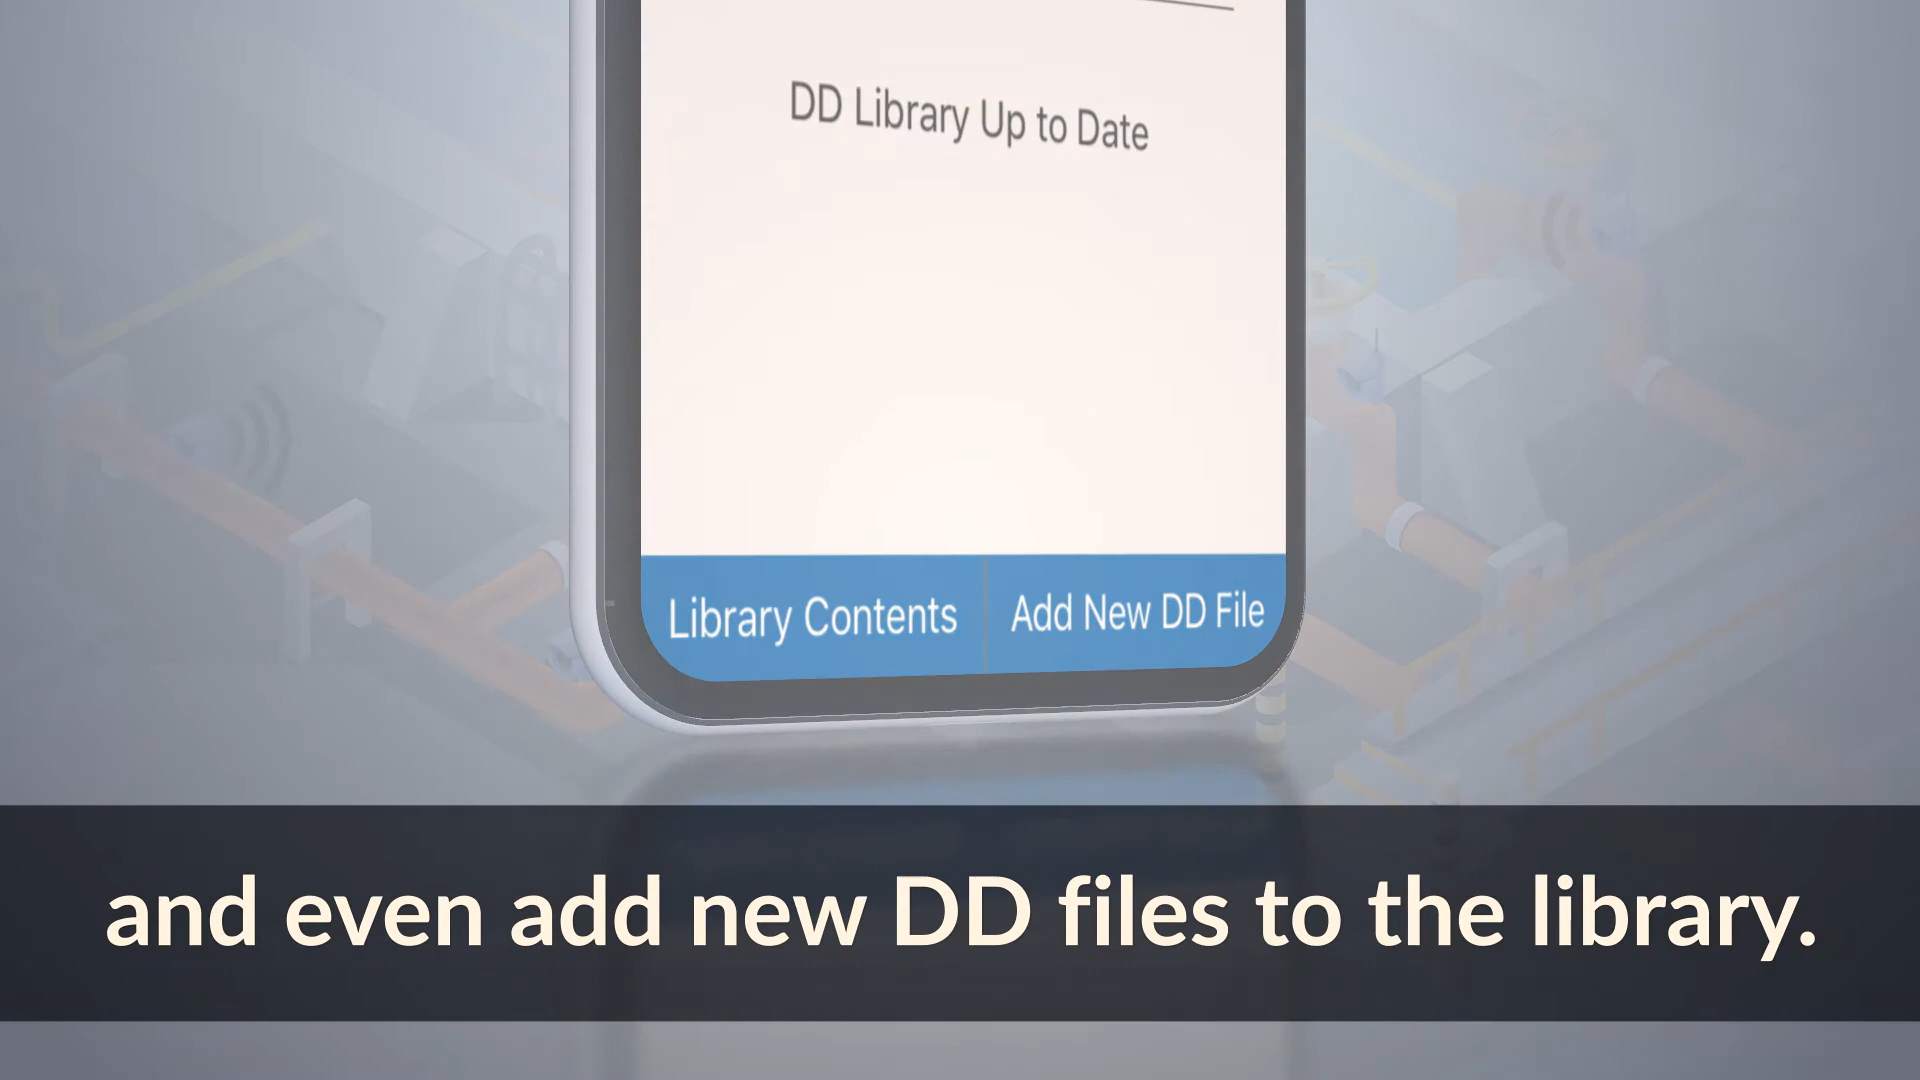 DD Library Up to Date
Library Contents
Add New DD File
and even add new DD files to the library.